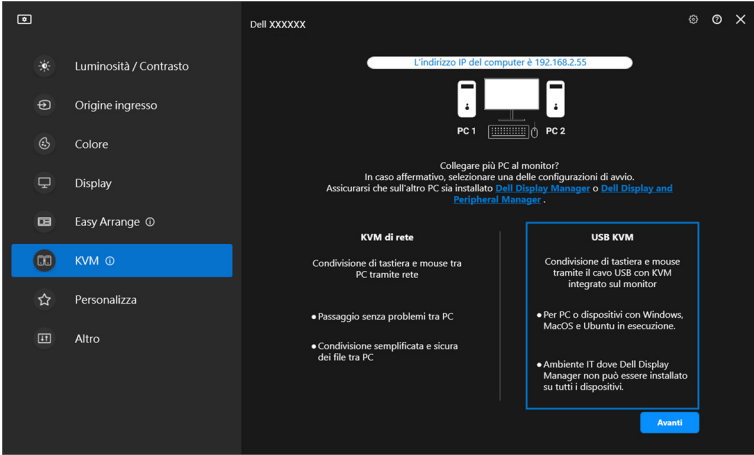 Dell XXXXXX
Luminosità / Contrasto
Origine ingresso
Colore
Display
Easy Arrange
KVM
Personalizza
Altro
L'indirizzo IP del computer è 192.168.2.55
PC 1
PC 2
Collegare più PC al monitor?
In caso affermativo, selezionare una delle configurazioni di avvio.
Assicurarsi che sull'altro PC sia installato Dell Display Manager o Dell Display and
Peripheral Manager .
KVM di rete
Condivisione di tastiera e mouse tra
PC tramite rete
• Passaggio senza problemi tra PC
• Condivisione semplificata e sicura
dei file tra PC
USB KVM
Condivisione di tastiera e mouse
tramite il cavo USB con KVM
integrato sul monitor
• Per PC o dispositivi con Windows,
MacOS e Ubuntu in esecuzione.
• Ambiente IT dove Dell Display
Manager non può essere installato
su tutti i dispositivi.
Avanti